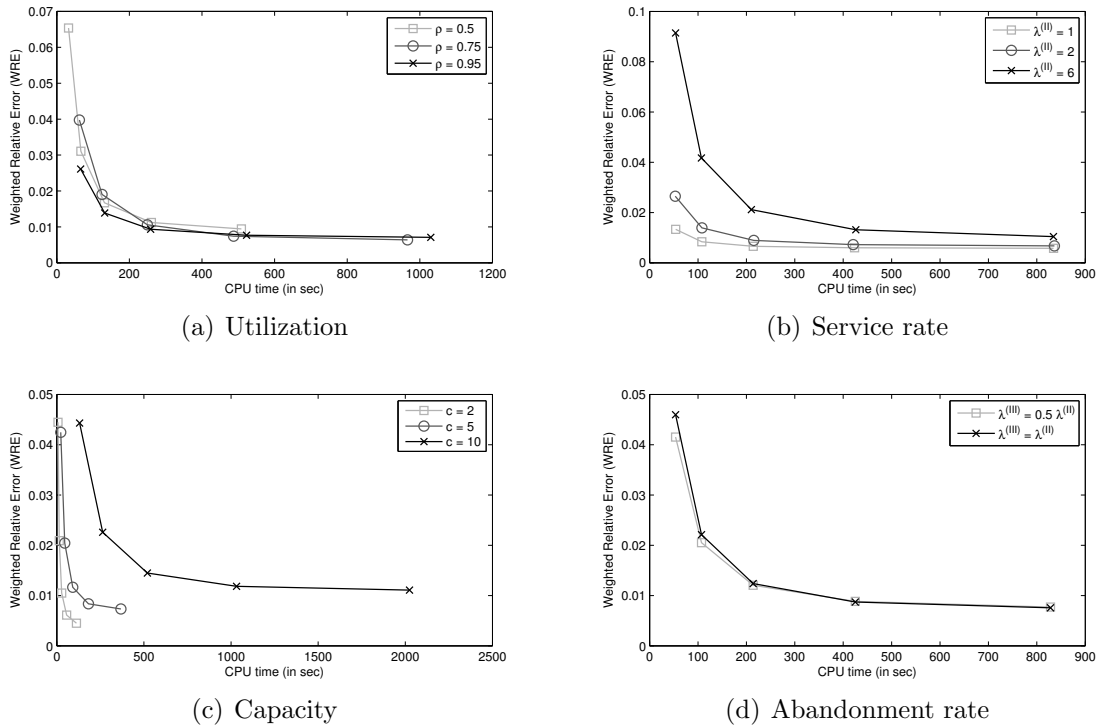 0.07
0.06
0.05
0.04
0.03
0.02
0.01
0
Weighted Relative Error (WRE)
ρ = 0.5
ρ = 0.75
ρ = 0.95
0 200 400 600 800 1000 1200
CPU time (in sec)
(a) Utilization
0.1
0.08
0.06
0.04
0.02
0
Weighted Relative Error (WRE)
λ^(II) = 1
λ^(II) = 2
λ^(II) = 6
0 100 200 300 400 500 600 700 800 900
CPU time (in sec)
(b) Service rate
0.05
0.04
0.03
0.02
0.01
0
Weighted Relative Error (WRE)
c = 2
c = 5
c = 10
0 500 1000 1500 2000 2500
CPU time (in sec)
(c) Capacity
0.05
0.04
0.03
0.02
0.01
0
Weighted Relative Error (WRE)
λ^(III) = 0.5 λ^(II)
λ^(III) = λ^(II)
0 100 200 300 400 500 600 700 800 900
CPU time (in sec)
(d) Abandonment rate